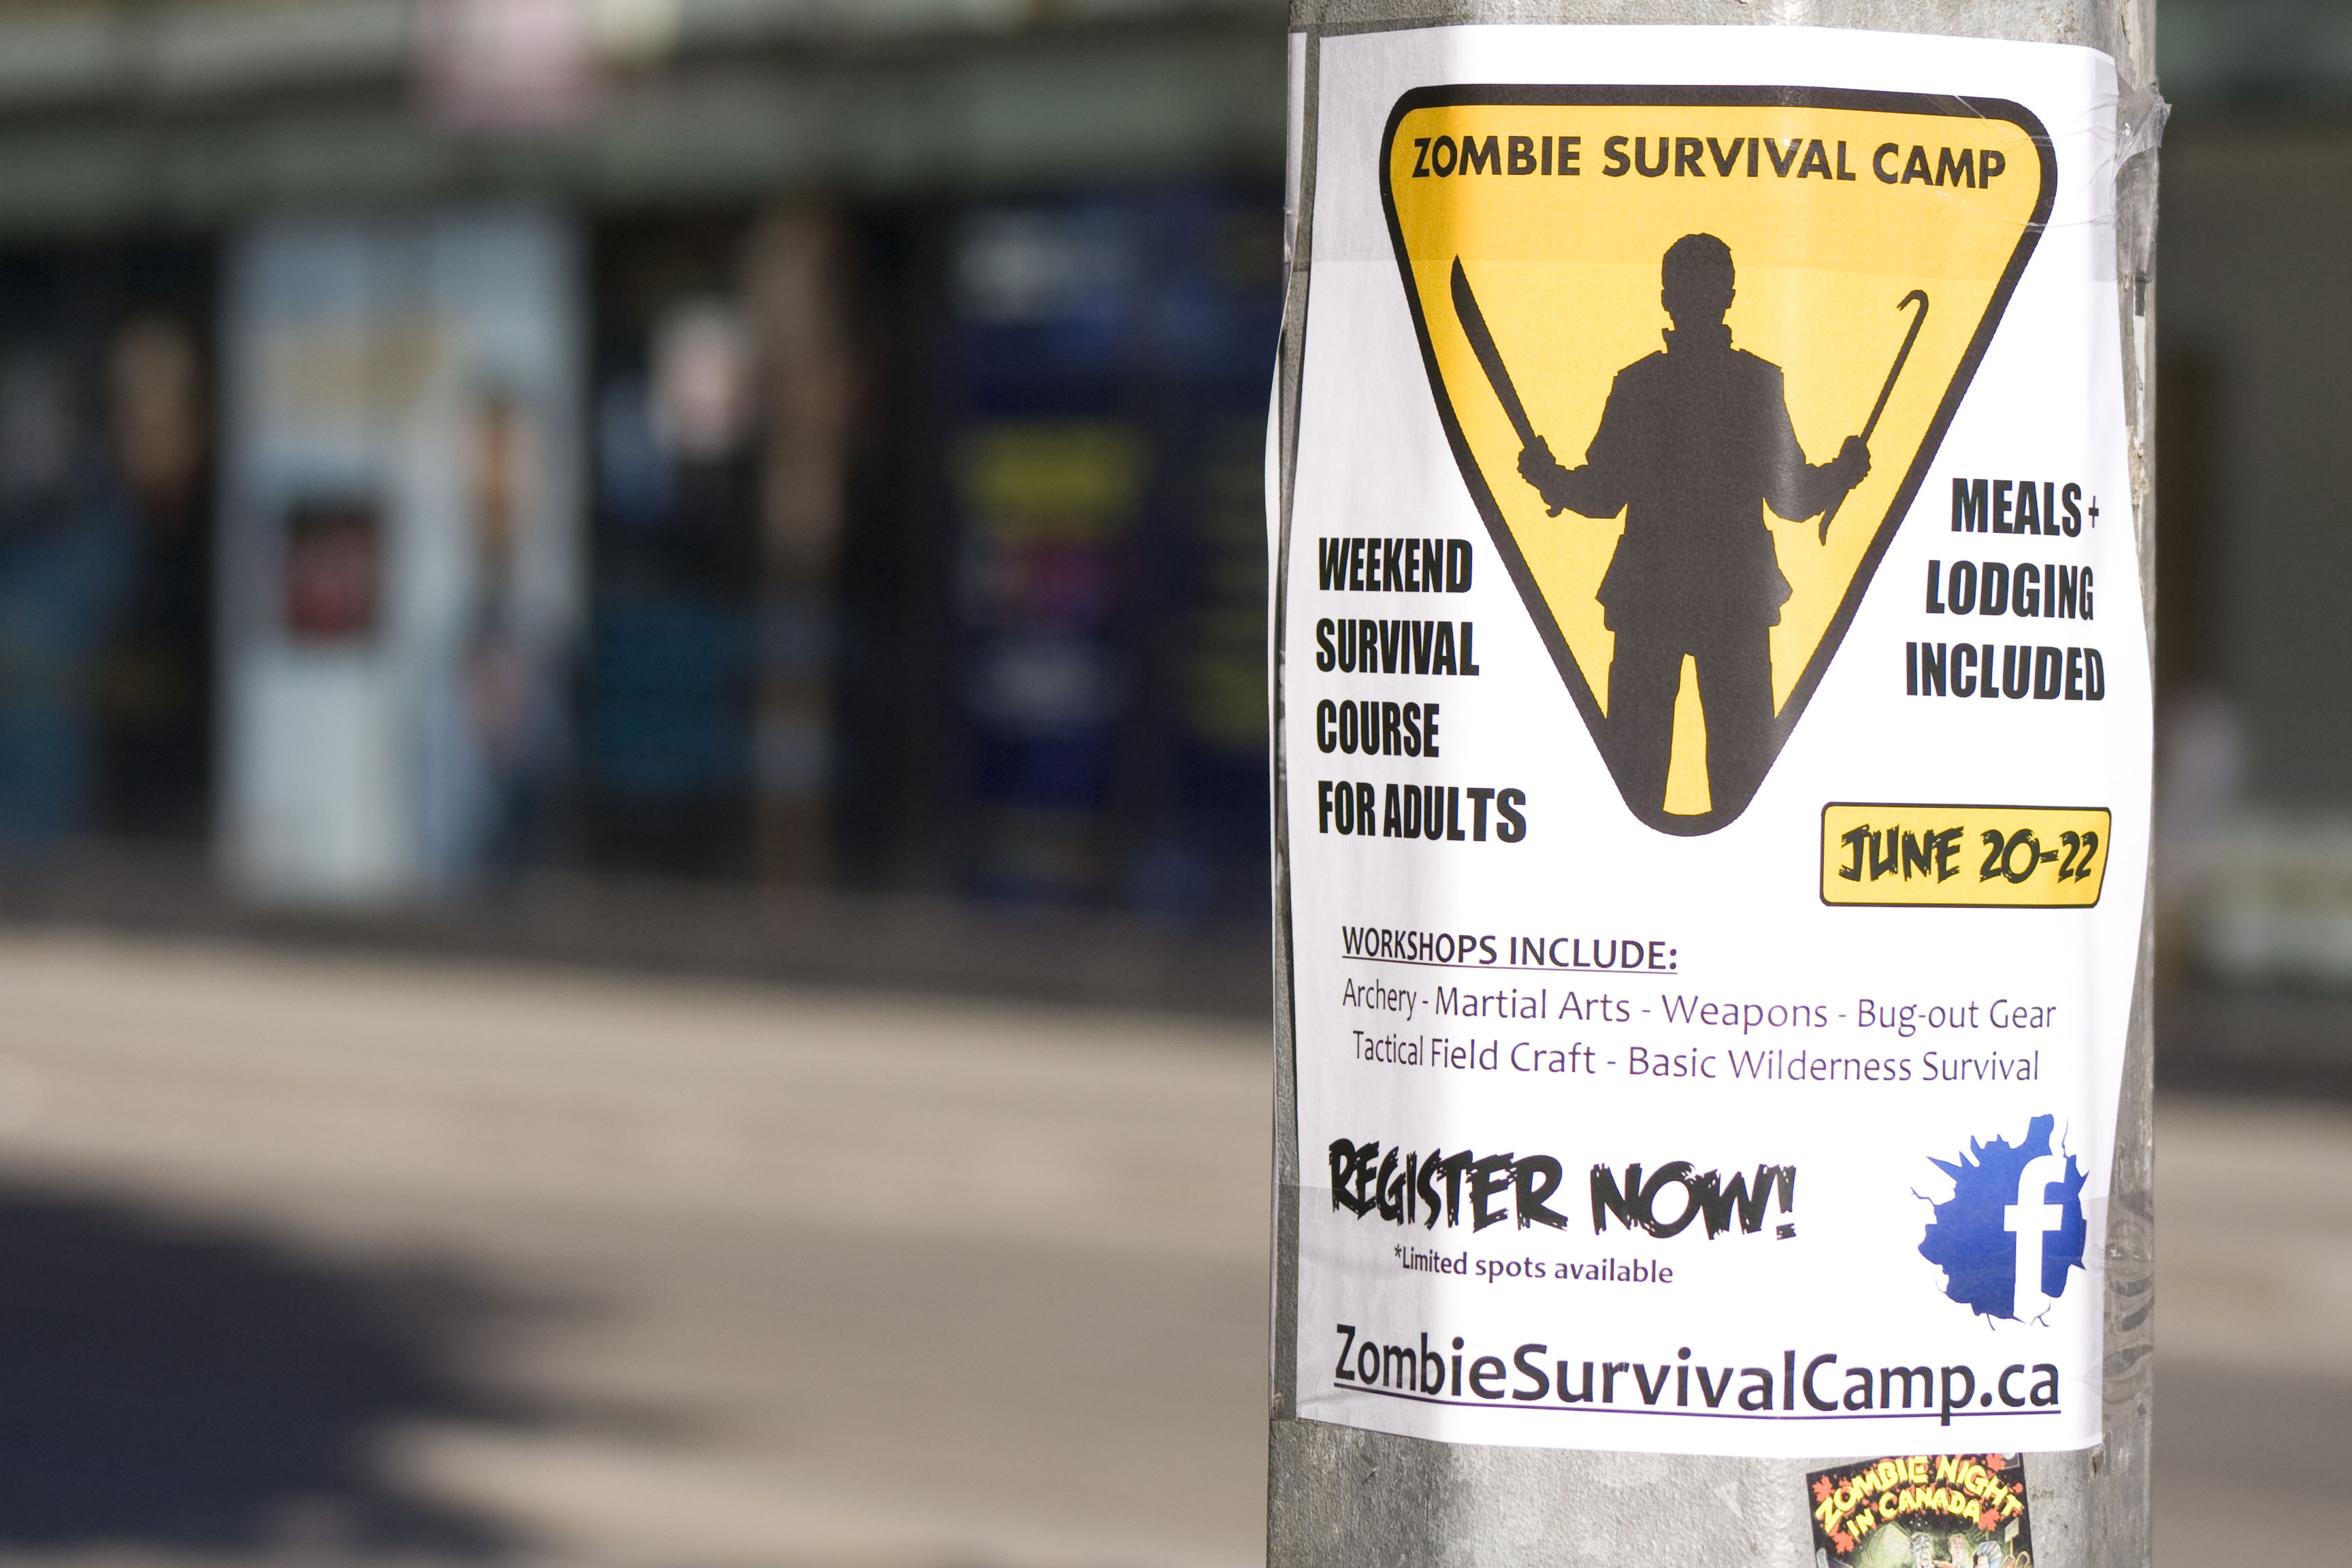 ZOMBIE SURVIVAL CAMP
WEEKEND
SURVIVAL
COURSE
FOR ADULTS
MEALS +
LODGING
INCLUDED
JUNE 20-22
WORKSHOPS INCLUDE:
Archery - Martial Arts - Weapons - Bug-out Gear
Tactical Field Craft - Basic Wilderness Survival
REGISTER NOW!
*Limited spots available
f
ZombieSurvivalCamp.ca
ZOMBIE NIGHT
IN CANADA